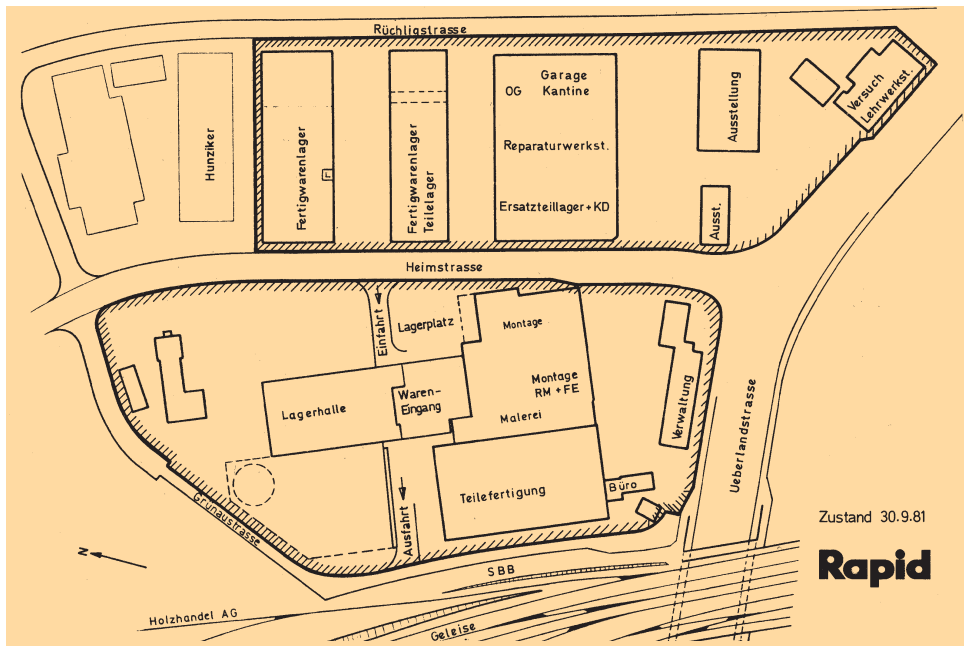 Rüchligstrasse
Hunziker
Fertigwarenlager
Fertigwarenlager
Teilelager
Garage
OG Kantine
Reparaturwerkst.
Ersatzteillager + KD
Ausstellung
Ausst.
Versuch
Lehrwerkst.
Heimstrasse
Einfahrt
Lagerplatz
Montage
Montage
RM + FE
Malerei
Lagerhalle
Waren-
Eingang
Verwaltung
Ueberlandstrasse
Teilefertigung
Büro
Ausfahrt
Grünaustrasse
N
SBB
Holzhandel AG
Geleise
Zustand 30.9.81
Rapid